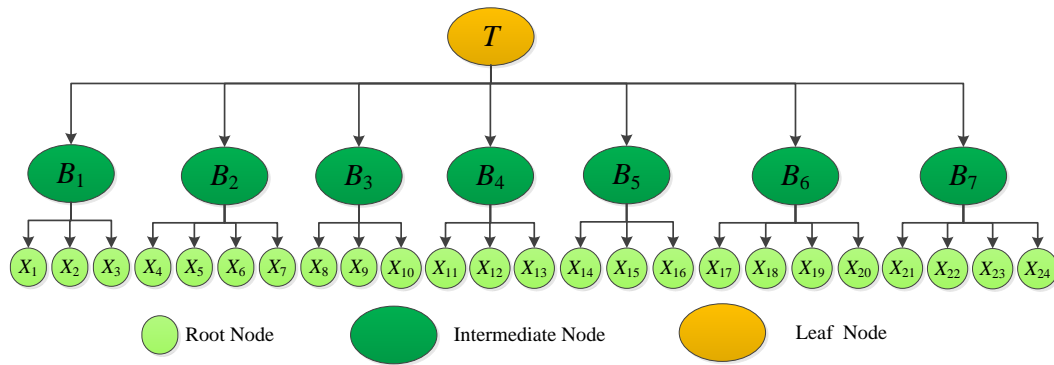 T
B1 B2 B3 B4 B5 B6 B7
X1 X2 X3 X4 X5 X6 X7 X8 X9 X10 X11 X12 X13 X14 X15 X16 X17 X18 X19 X20 X21 X22 X23 X24
Root Node Intermediate Node Leaf Node